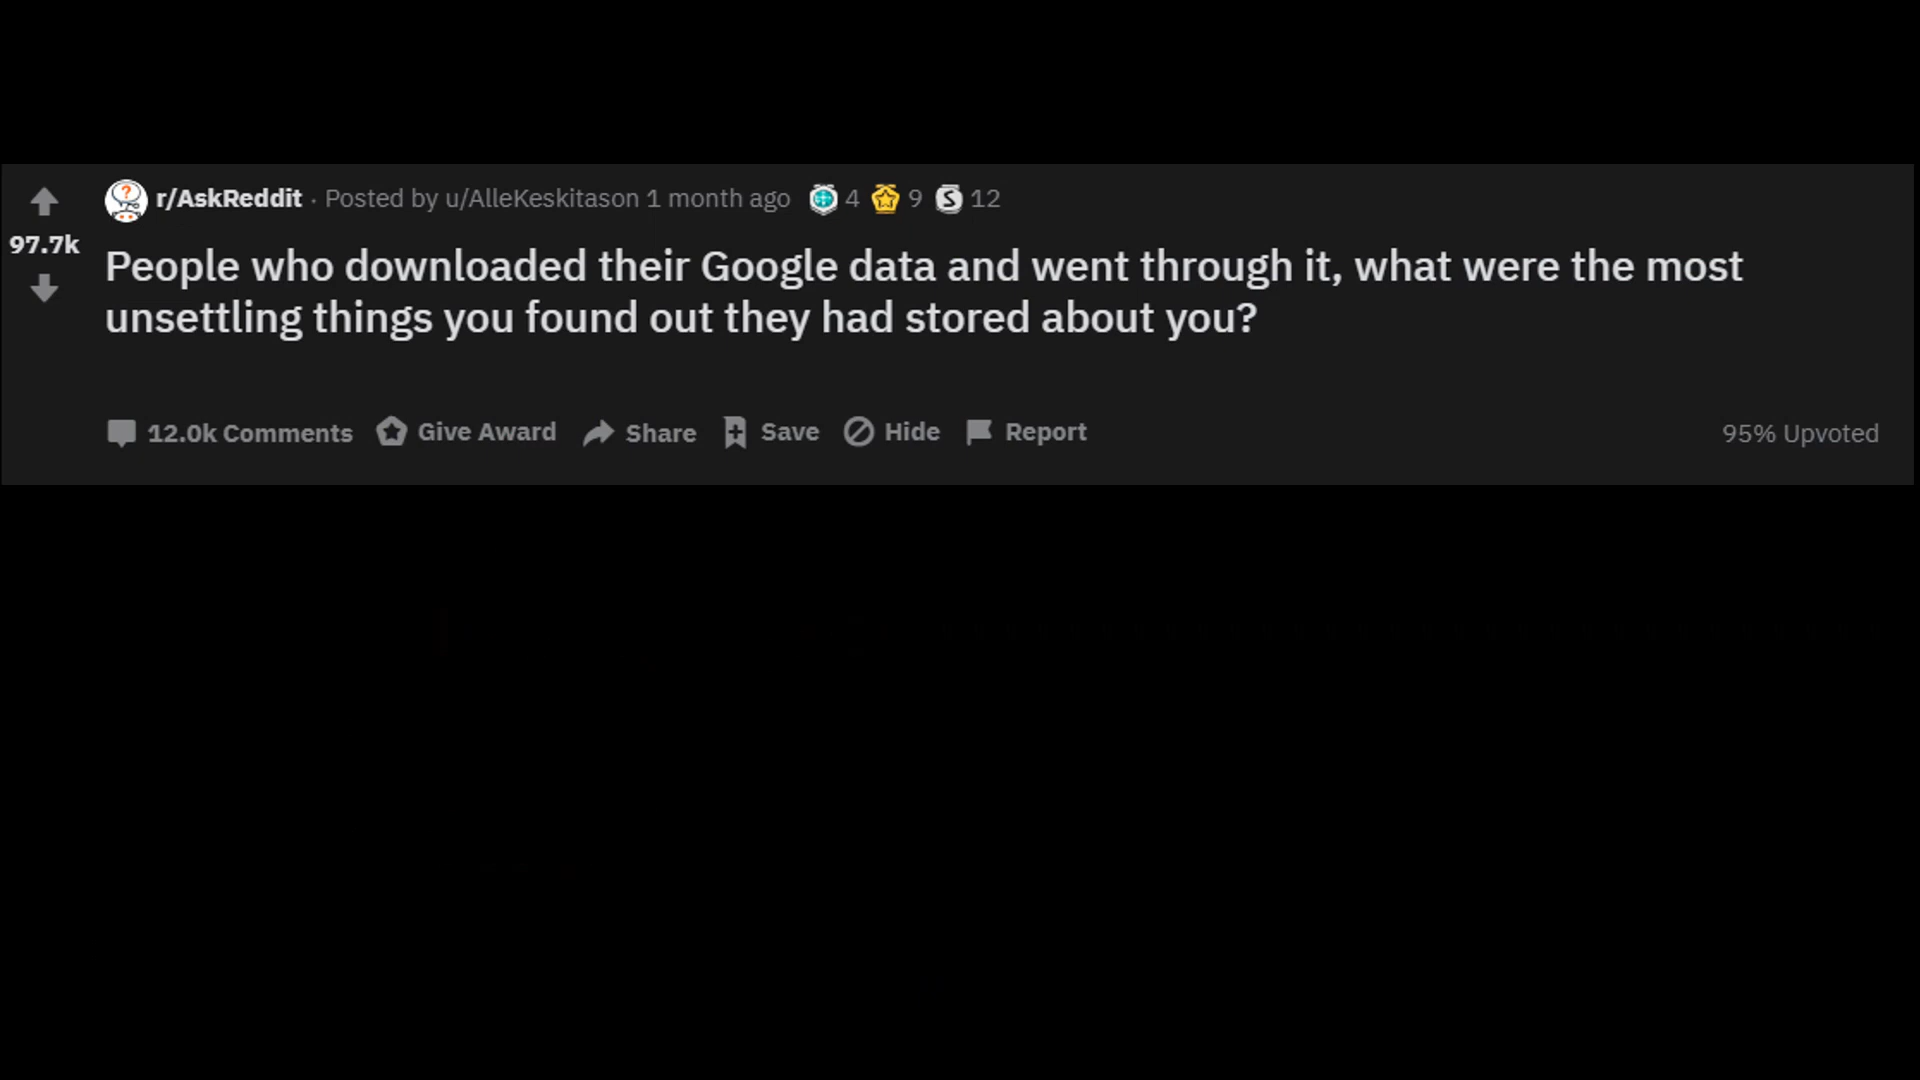 r/AskReddit · Posted by u/AlleKeskitason 1 month ago 4 9 S 12
97.7k
People who downloaded their Google data and went through it, what were the most
unsettling things you found out they had stored about you?
12.0k Comments Give Award Share Save Hide Report 95% Upvoted